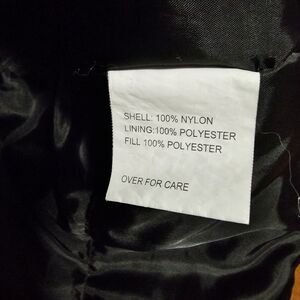 SHELL: 100% NYLON
LINING:100% POLYESTER
FILL 100% POLYESTER
OVER FOR CARE